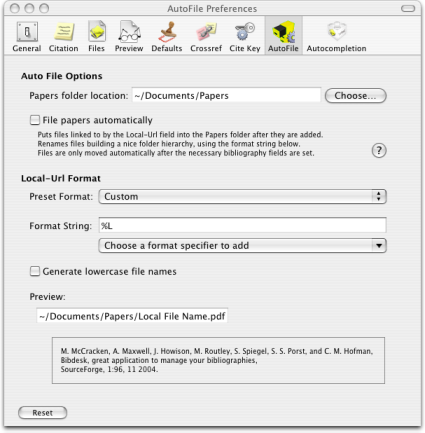 AutoFile Preferences
General Citation Files Preview Defaults Crossref Cite Key AutoFile Autocompletion
Auto File Options
Papers folder location: ~/Documents/Papers Choose...
File papers automatically
Puts files linked to by the Local-Url field into the Papers folder after they are added.
Renames files building a nice folder hierarchy, using the format string below.
Files are only moved automatically after the necessary bibliography fields are set.
?
Local-Url Format
Preset Format: Custom
Format String: %L
Choose a format specifier to add
Generate lowercase file names
Preview:
~/Documents/Papers/Local File Name.pdf
M. McCracken, A. Maxwell, J. Howison, M. Routley, S. Spiegel, S. S. Porst, and C. M. Hofman,
Bibdesk, great application to manage your bibliographies,
SourceForge, 1:96, 11 2004.
Reset